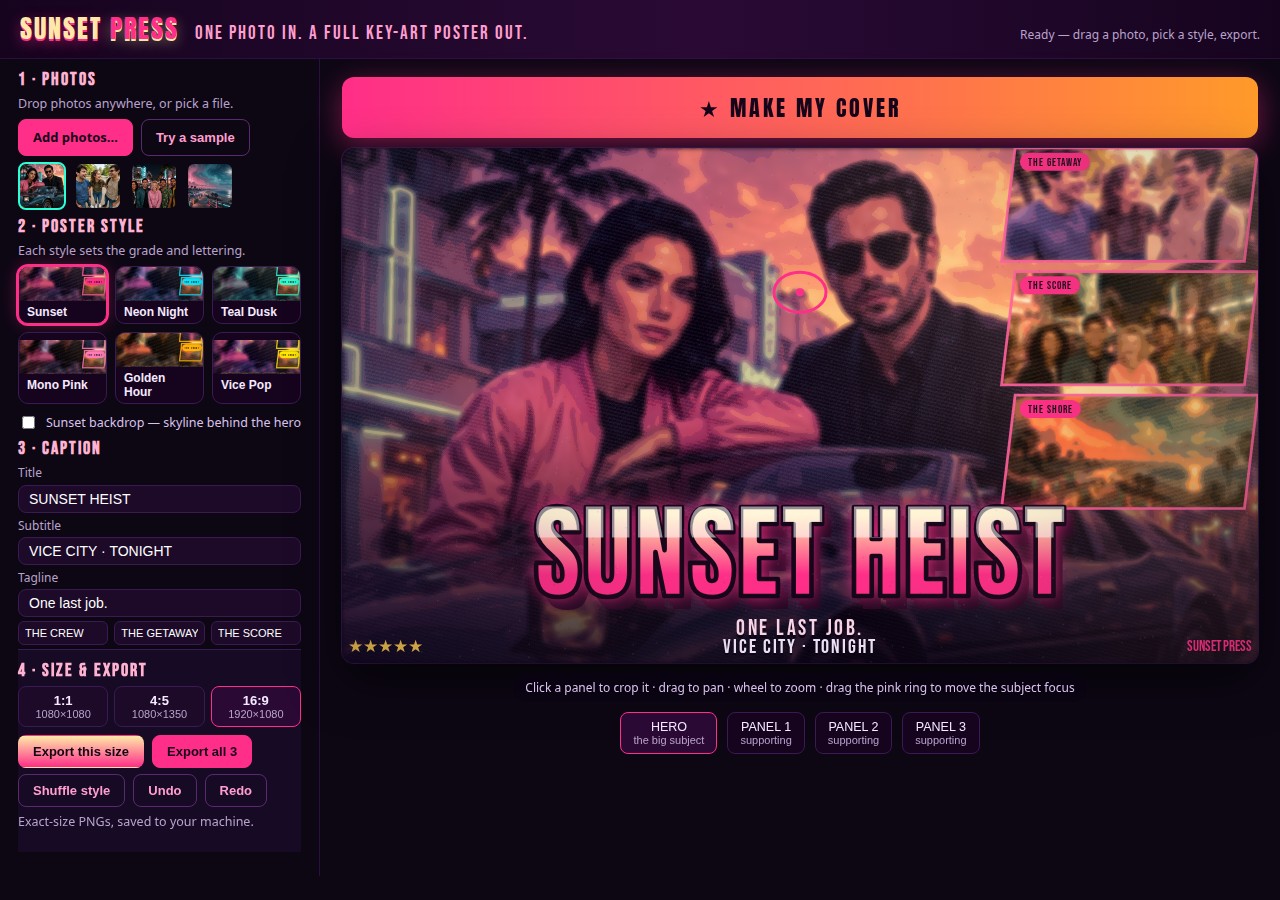 SUNSET PRESS ONE PHOTO IN. A FULL KEY-ART POSTER OUT.
Ready — drag a photo, pick a style, export.
1 · PHOTOS
Drop photos anywhere, or pick a file.
Add photos...
Try a sample
2 · POSTER STYLE
Each style sets the grade and lettering.
Sunset
Neon Night
Teal Dusk
Mono Pink
Golden Hour
Vice Pop
Sunset backdrop — skyline behind the hero
3 · CAPTION
Title
SUNSET HEIST
Subtitle
VICE CITY · TONIGHT
Tagline
One last job.
THE CREW
THE GETAWAY
THE SCORE
4 · SIZE & EXPORT
1:1
1080×1080
4:5
1080×1350
16:9
1920×1080
Export this size
Export all 3
Shuffle style
Undo
Redo
Exact-size PNGs, saved to your machine.
★ MAKE MY COVER
THE GETAWAY
THE SCORE
THE SHORE
SUNSET HEIST
ONE LAST JOB.
VICE CITY · TONIGHT
★★★★★
SUNSET PRESS
Click a panel to crop it · drag to pan · wheel to zoom · drag the pink ring to move the subject focus
HERO
the big subject
PANEL 1
supporting
PANEL 2
supporting
PANEL 3
supporting